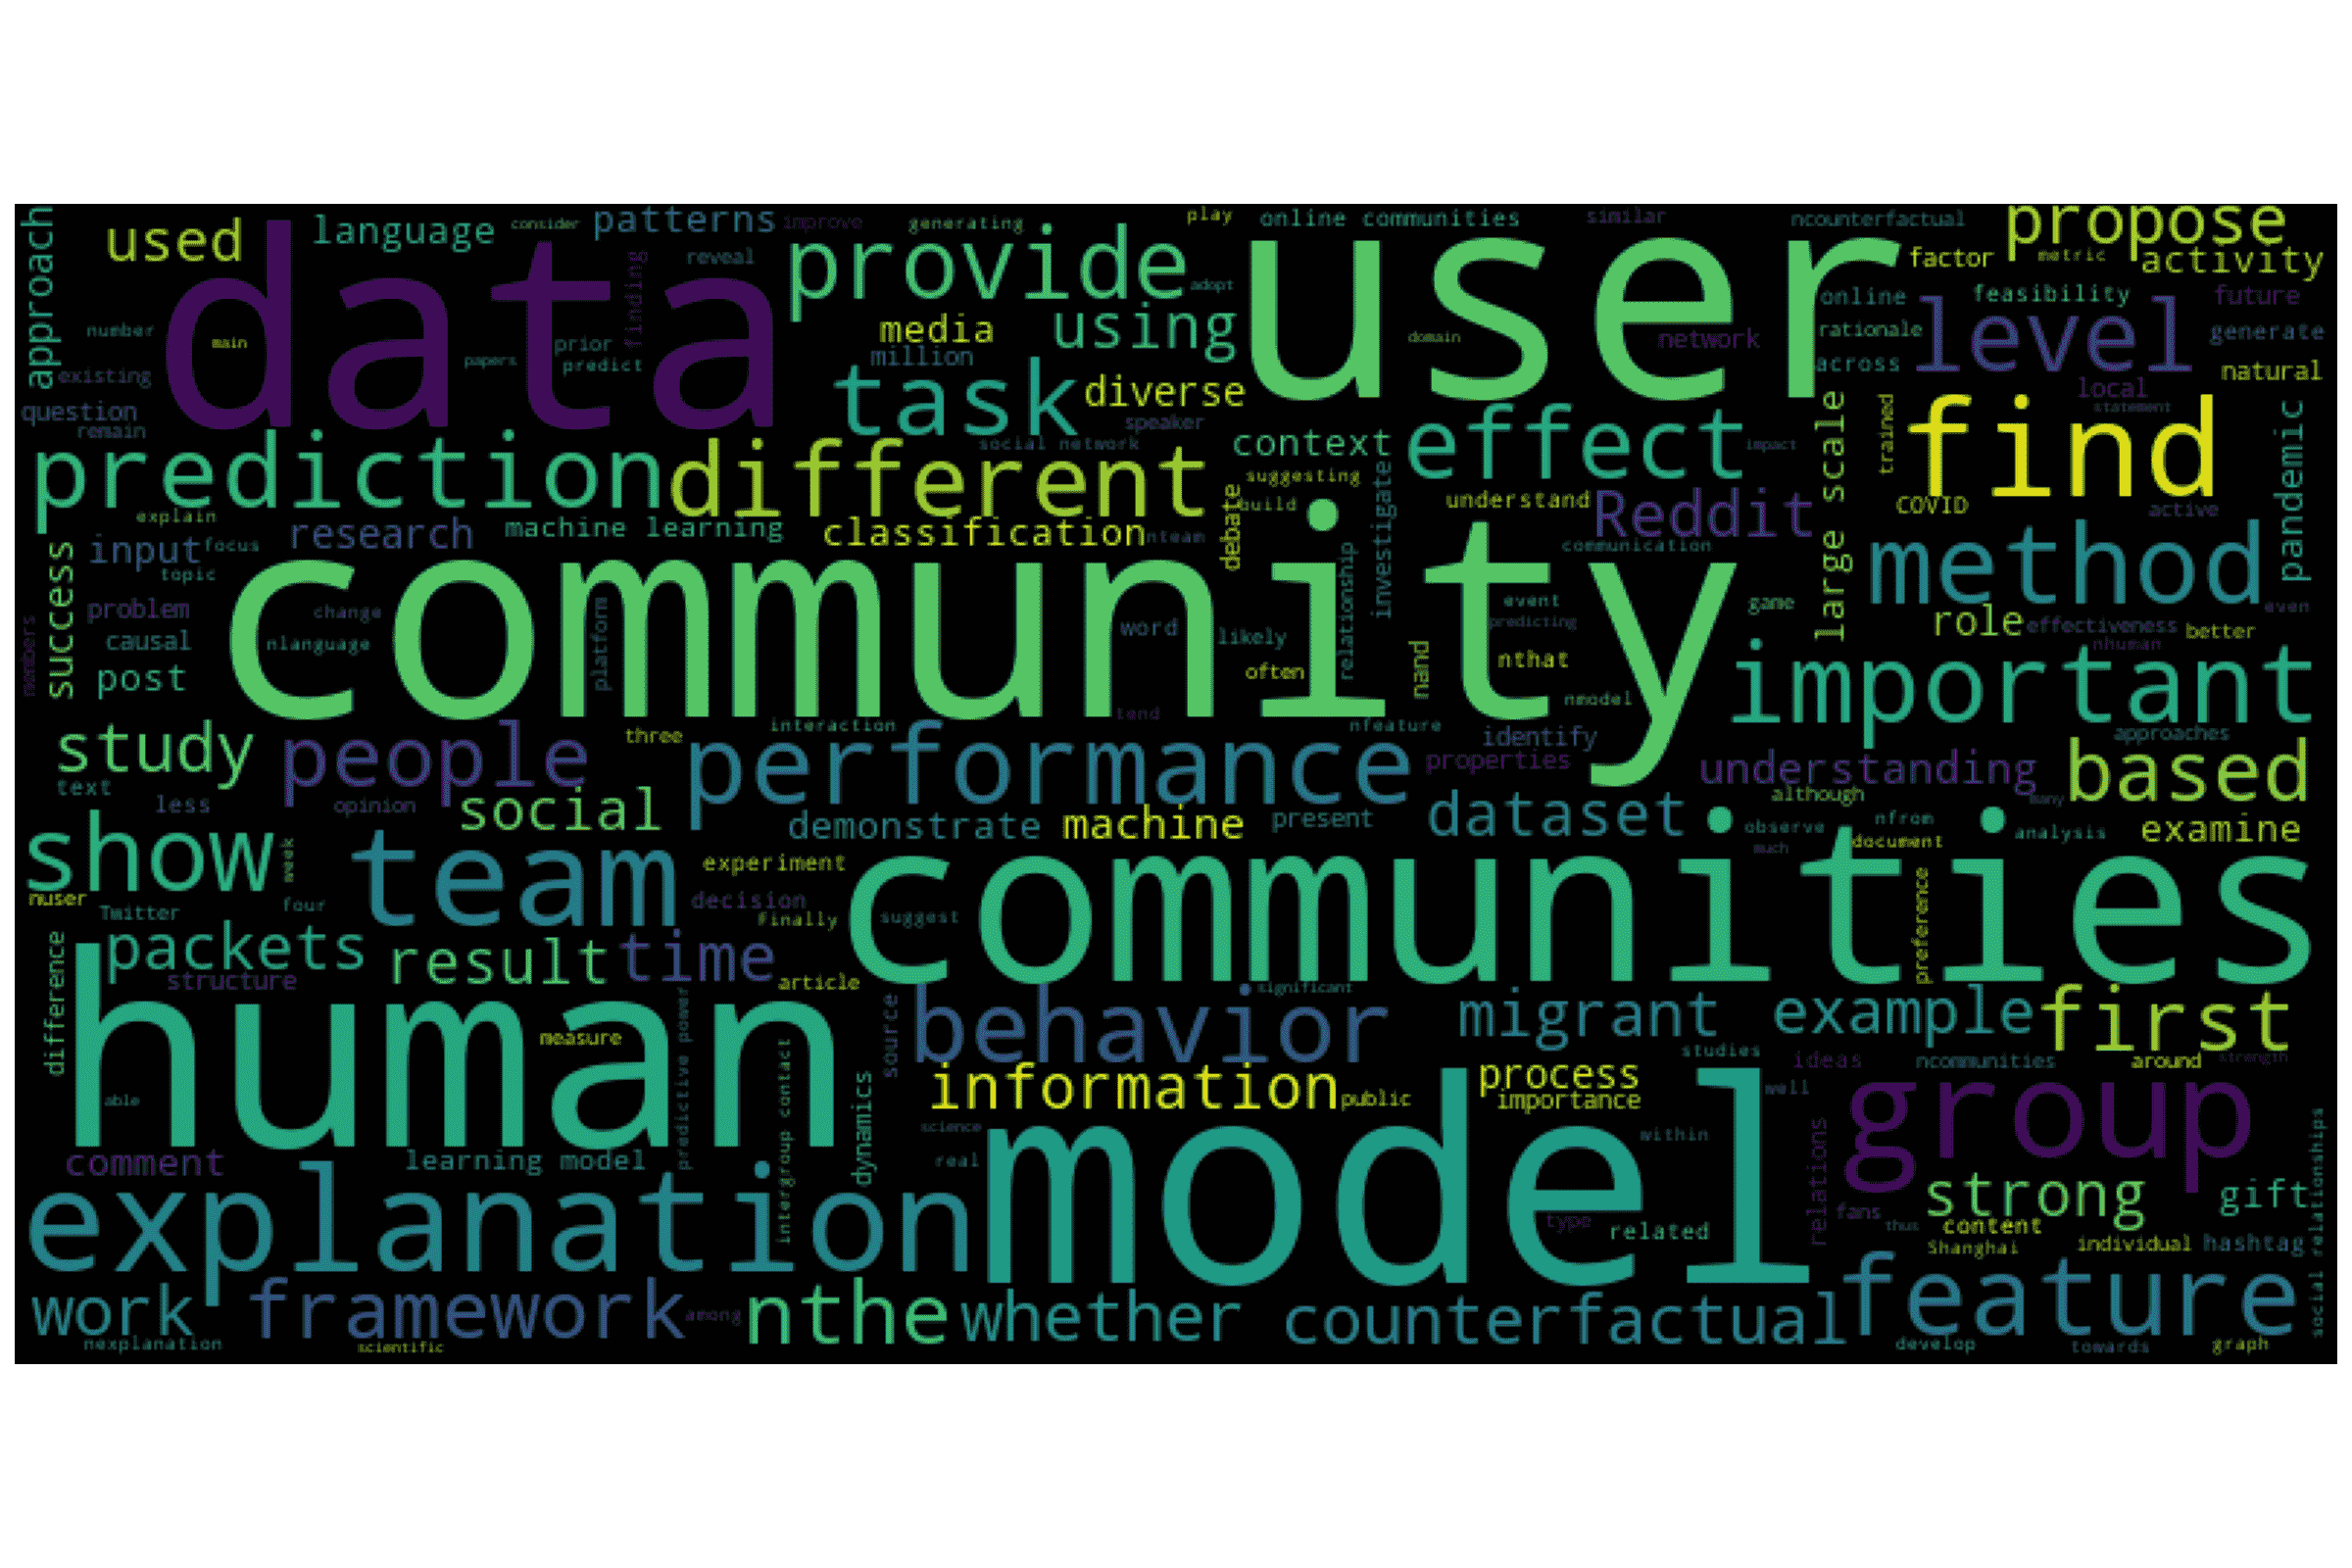 approach
used
language
consider
patterns
improve
generating
play
online communities
similar
ncounterfactual
propose
data
finding
reveal
provide
adopt
user
factor
metric
activity
number
main
papers
prior
predict
media
million
using
domain
network
online
rationale
across
feasibility
level
future
generate
local
natural
existing
question
remain
task
diverse
speaker
statement
prediction
different
social network
context
suggesting
effect
impact
large scale
trained
find
pandemic
explain
research
machine learning
classification
nteam
debate
build
investigate
understand
Reddit
COVID
active
input
focus
topic
success
communication
method
problem
change
community
platform
word
likely
relationship
event
predicting
game
role
effectiveness
better
even
nhuman
numbers
causal
nlanguage
post
often
nand
nthat
nmodel
important
study
people
three
interaction
tend
nfeature
identify
properties
understanding
approaches
based
text
less
opinion
social
performance
demonstrate
machine
present
dataset
although
many
observe
nfrom
analysis
examine
much
document
show
week
team
experiment
decision
Finally
suggest
communities
preference
nuser
Twitter
four
packets
result
time
article
structure
difference
human
measure
predictive power
intergroup contact
source
behavior
significant
migrant
example
first
studies
ideas
ncommunities
around
strength
able
dynamics
information
public
process
importance
well
group
science
real
model
within
relations
social relationships
comment
learning model
explanation
type
related
fans
thus
strong
content
gift
Shanghai
individual
hashtag
work
framework
among
nthe
whether
counterfactual
feature
nexplanation
scientific
develop
towards
graph